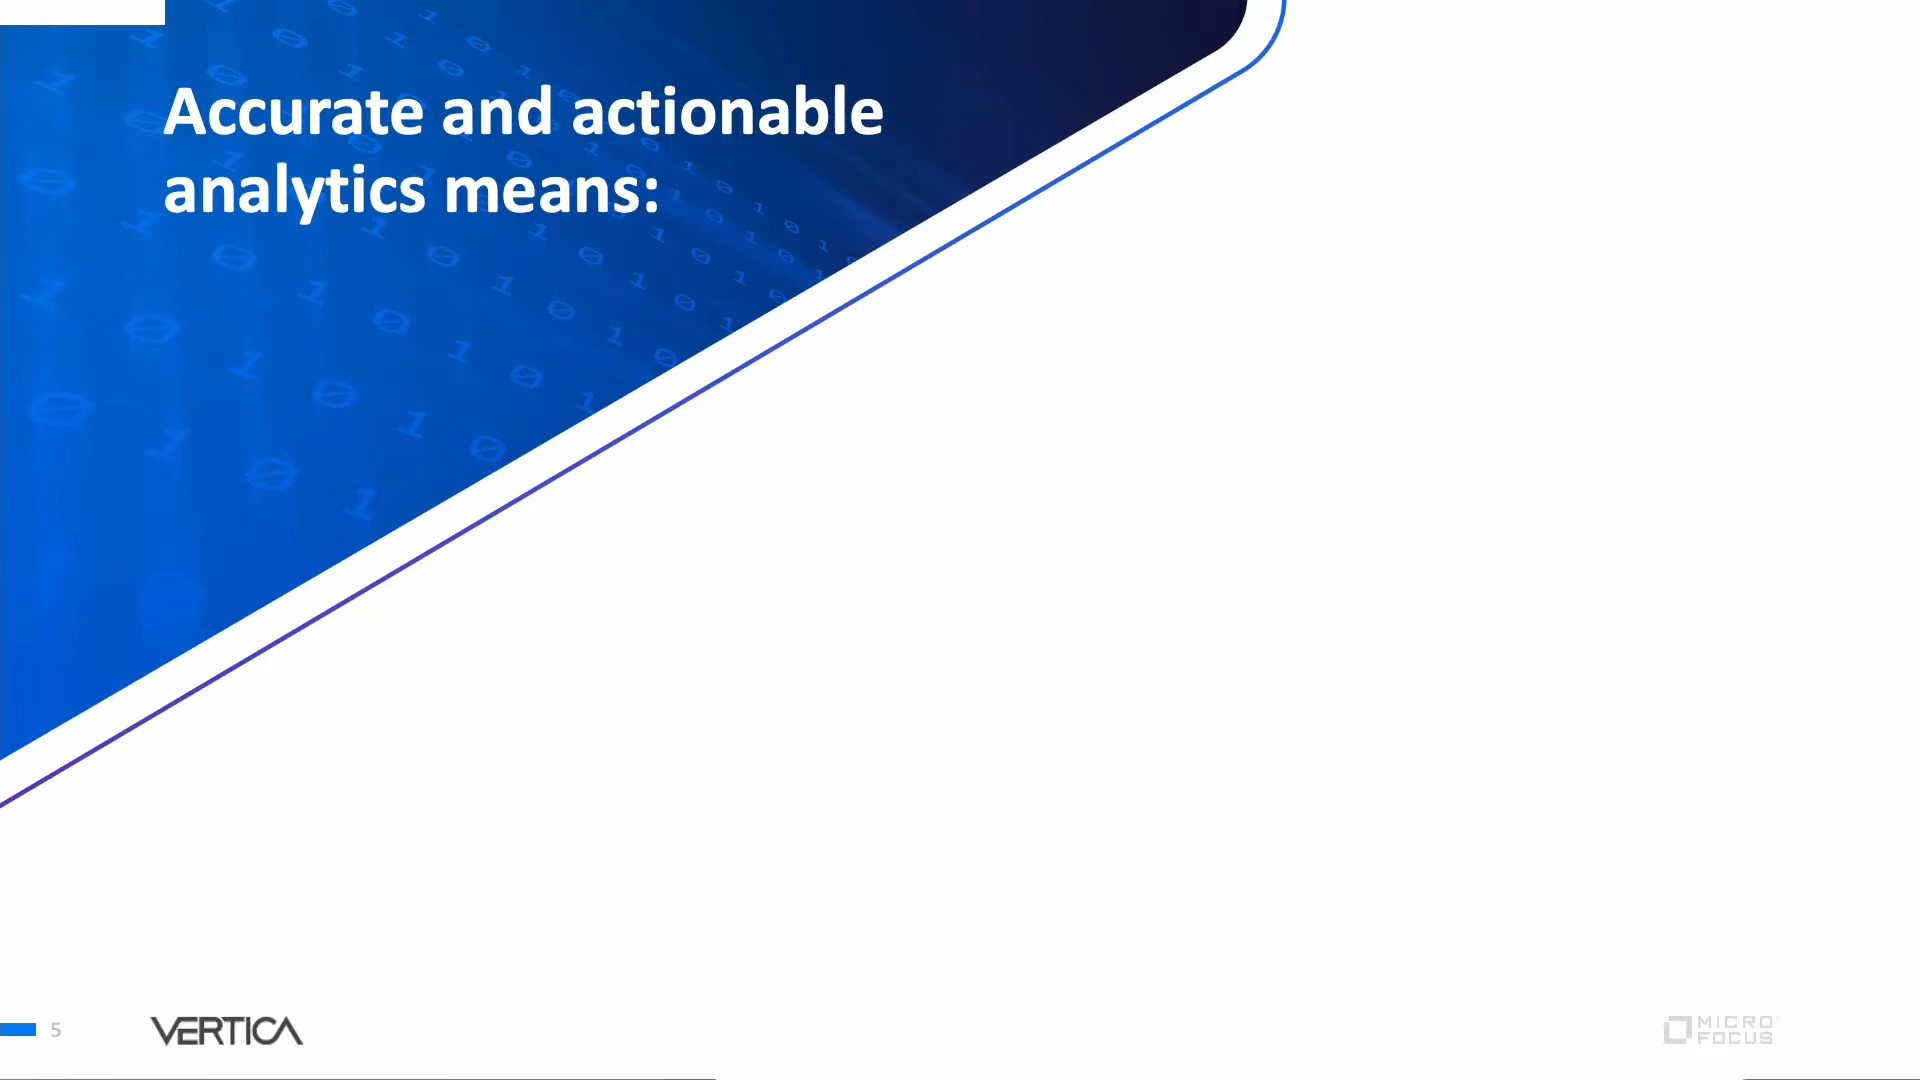 Accurate and actionable
analytics means:
5
VERTICA
MICRO
FOCUS